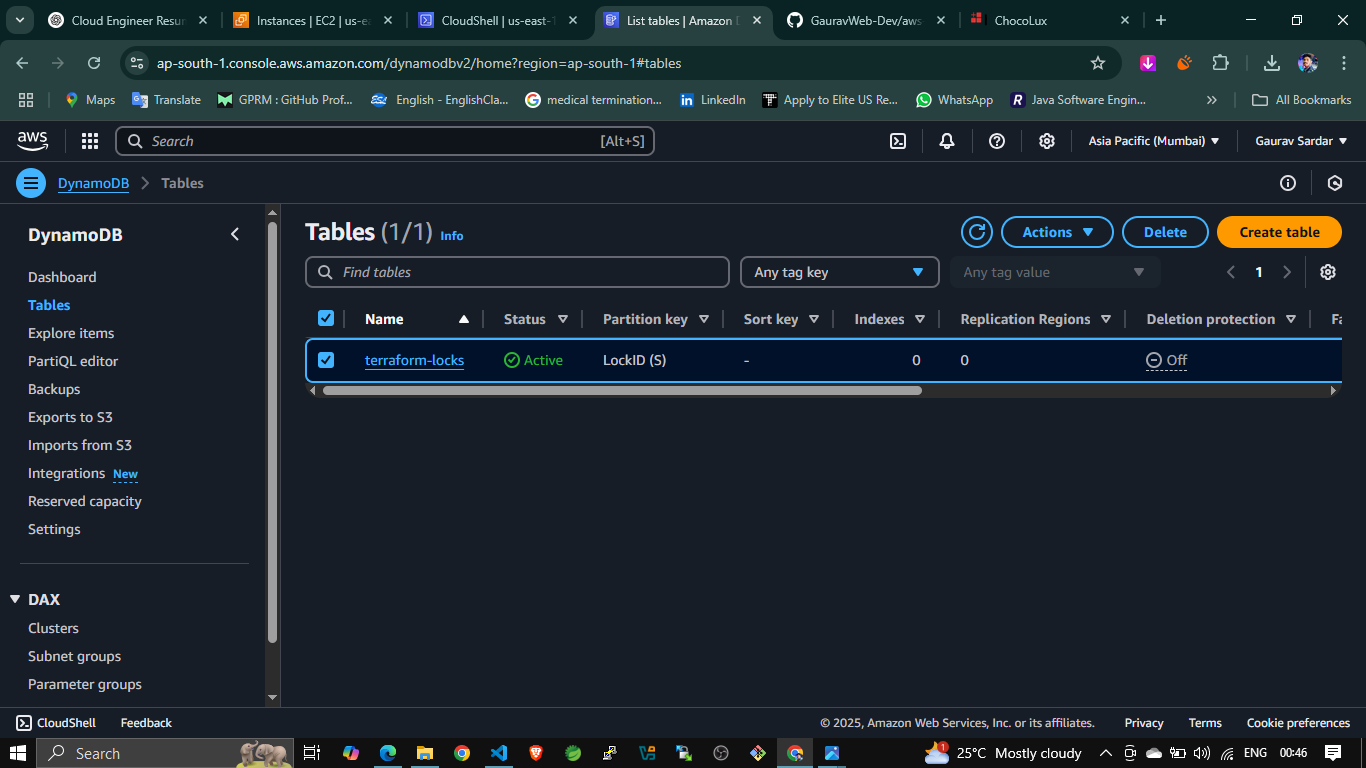 Cloud Engineer Resur
Instances | EC2 | us-ea
CloudShell | us-east-1
List tables | Amazon D
GauravWeb-Dev/aws
ChocoLux
ap-south-1.console.aws.amazon.com/dynamodbv2/home?region=ap-south-1#tables
Maps
Translate
GPRM : GitHub Prof...
English - EnglishCla...
medical termination...
LinkedIn
Apply to Elite US Re...
WhatsApp
Java Software Engin...
All Bookmarks
aws
Search
[Alt+S]
Asia Pacific (Mumbai)
Gaurav Sardar
DynamoDB
Tables
DynamoDB
Dashboard
Tables
Explore items
PartiQL editor
Backups
Exports to S3
Imports from S3
Integrations New
Reserved capacity
Settings
DAX
Clusters
Subnet groups
Parameter groups
Tables (1/1) Info
Actions
Delete
Create table
Find tables
Any tag key
Any tag value
1
Name
Status
Partition key
Sort key
Indexes
Replication Regions
Deletion protection
Fa
terraform-locks
Active
LockID (S)
-
0
0
Off
CloudShell
Feedback
© 2025, Amazon Web Services, Inc. or its affiliates.
Privacy
Terms
Cookie preferences
Search
1
25°C Mostly cloudy
ENG
00:46